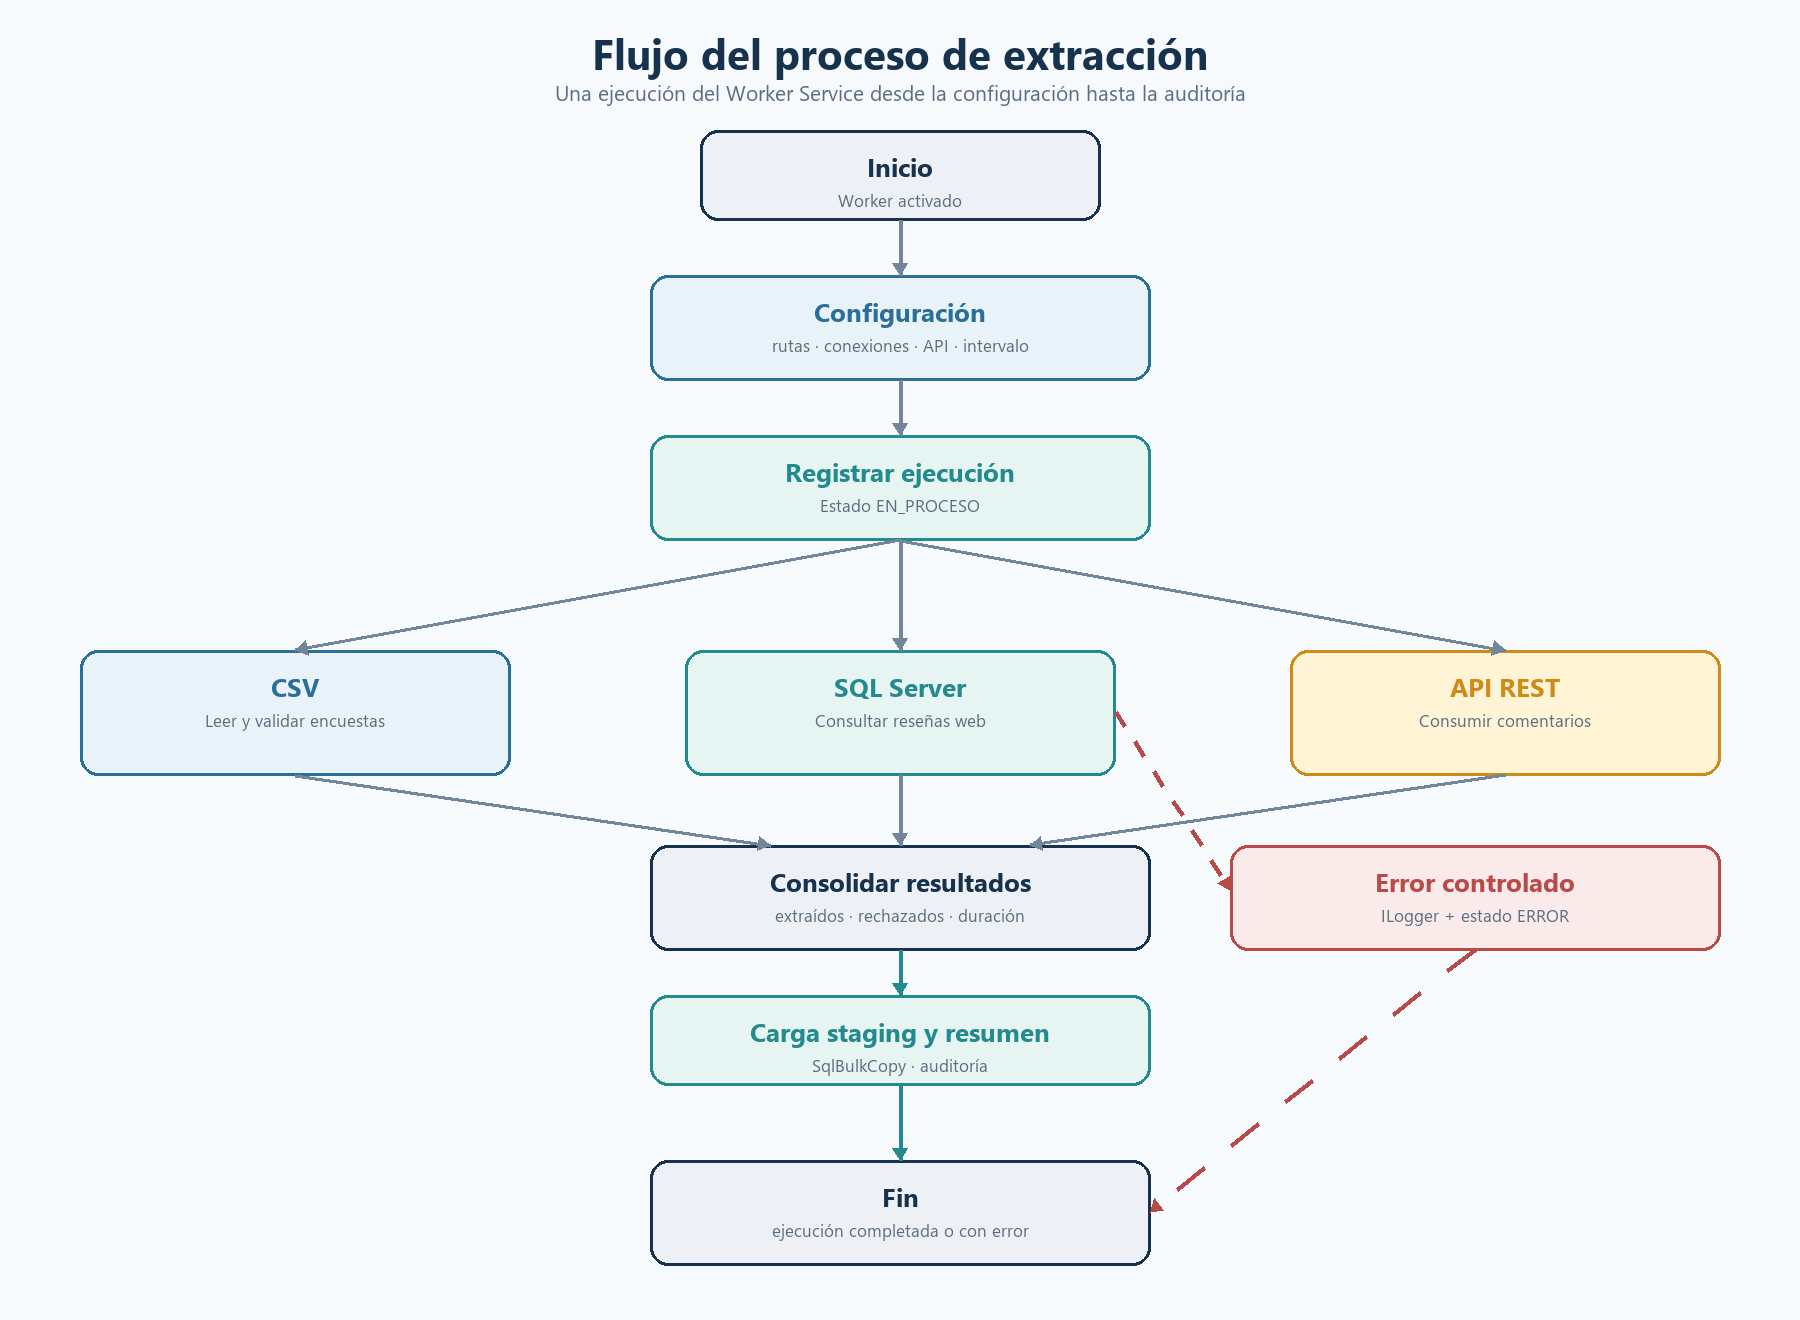 Flujo del proceso de extracción
Una ejecución del Worker Service desde la configuración hasta la auditoría
Inicio
Worker activado
Configuración
rutas · conexiones · API · intervalo
Registrar ejecución
Estado EN_PROCESO
CSV
Leer y validar encuestas
SQL Server
Consultar reseñas web
API REST
Consumir comentarios
Consolidar resultados
extraídos · rechazados · duración
Error controlado
ILogger + estado ERROR
Carga staging y resumen
SqlBulkCopy · auditoría
Fin
ejecución completada o con error